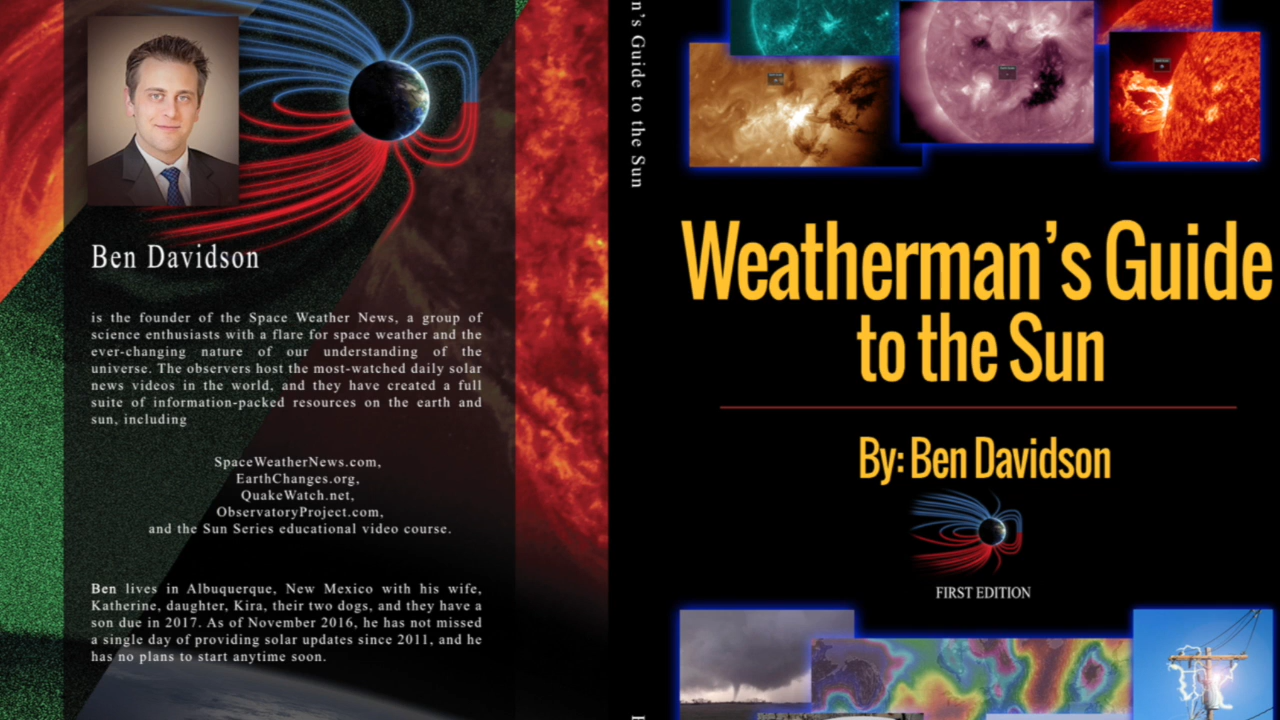 Ben Davidson
is the founder of the Space Weather News, a group of
science enthusiasts with a flare for space weather and the
ever-changing nature of our understanding of the
universe. The observers host the most-watched daily solar
news videos in the world, and they have created a full
suite of information-packed resources on the earth and
sun, including
SpaceWeatherNews.com,
EarthChanges.org,
QuakeWatch.net,
ObservatoryProject.com,
and the Sun Series educational video course.
Ben lives in Albuquerque, New Mexico with his wife,
Katherine, daughter, Kira, their two dogs, and they have a
son due in 2017. As of November 2016, he has not missed
a single day of providing solar updates since 2011, and he
has no plans to start anytime soon.
n's Guide to the Sun
Weatherman's Guide
to the Sun
By: Ben Davidson
FIRST EDITION